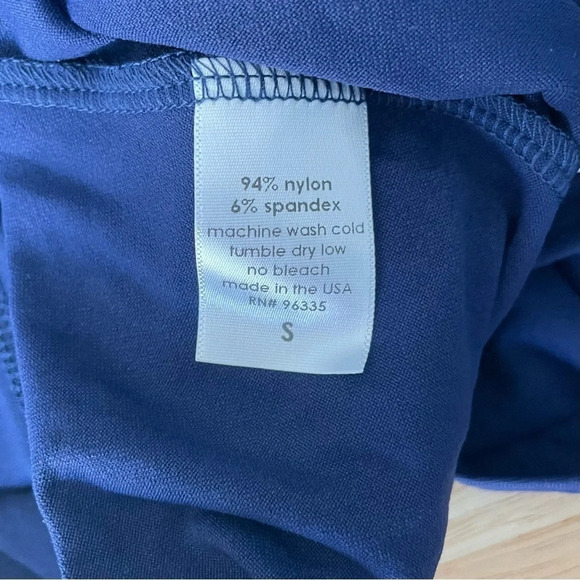 94% nylon
6% spandex
machine wash cold
tumble dry low
no bleach
made in the USA
RN# 96335
S